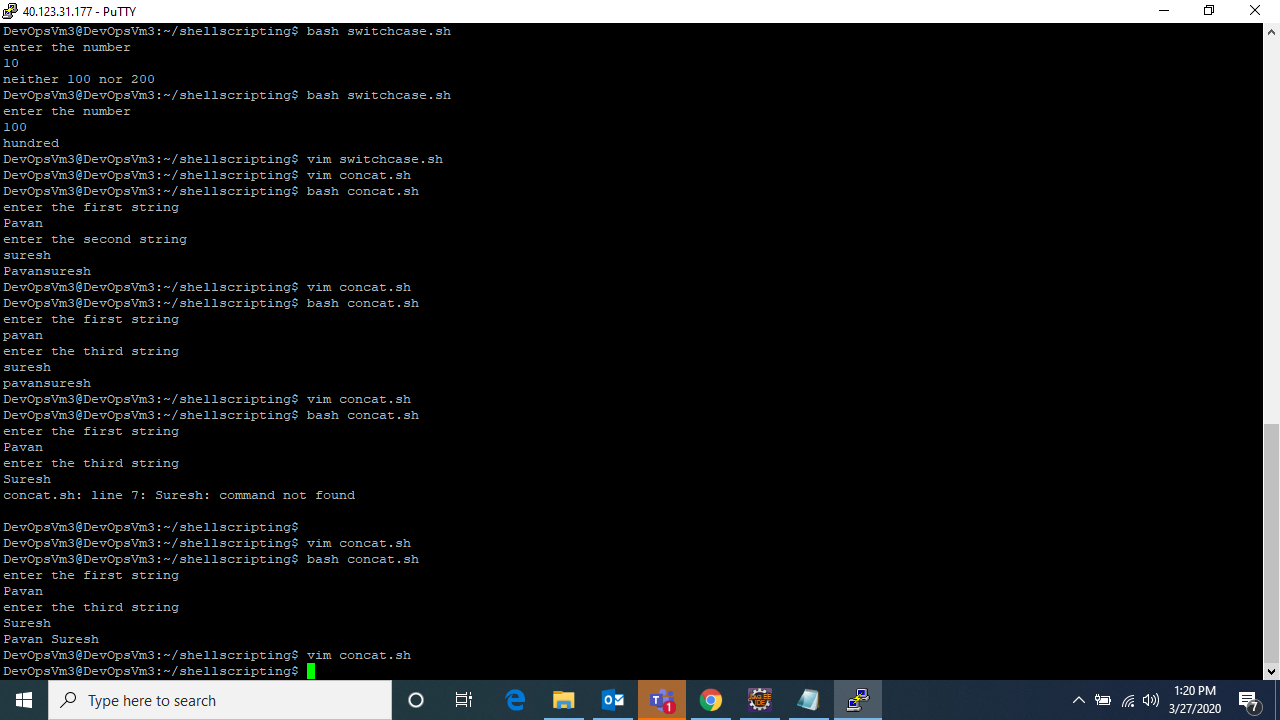 40.123.31.177 - PuTTY
DevOpsVm3@DevOpsVm3:~/shellscripting$ bash switchcase.sh
enter the number
10
neither 100 nor 200
DevOpsVm3@DevOpsVm3:~/shellscripting$ bash switchcase.sh
enter the number
100
hundred
DevOpsVm3@DevOpsVm3:~/shellscripting$ vim switchcase.sh
DevOpsVm3@DevOpsVm3:~/shellscripting$ vim concat.sh
DevOpsVm3@DevOpsVm3:~/shellscripting$ bash concat.sh
enter the first string
Pavan
enter the second string
suresh
Pavansuresh
DevOpsVm3@DevOpsVm3:~/shellscripting$ vim concat.sh
DevOpsVm3@DevOpsVm3:~/shellscripting$ bash concat.sh
enter the first string
pavan
enter the third string
suresh
pavansuresh
DevOpsVm3@DevOpsVm3:~/shellscripting$ vim concat.sh
DevOpsVm3@DevOpsVm3:~/shellscripting$ bash concat.sh
enter the first string
Pavan
enter the third string
Suresh
concat.sh: line 7: Suresh: command not found
DevOpsVm3@DevOpsVm3:~/shellscripting$
DevOpsVm3@DevOpsVm3:~/shellscripting$ vim concat.sh
DevOpsVm3@DevOpsVm3:~/shellscripting$ bash concat.sh
enter the first string
Pavan
enter the third string
Suresh
Pavan Suresh
DevOpsVm3@DevOpsVm3:~/shellscripting$ vim concat.sh
DevOpsVm3@DevOpsVm3:~/shellscripting$
Type here to search
1
1:20 PM
3/27/2020
7